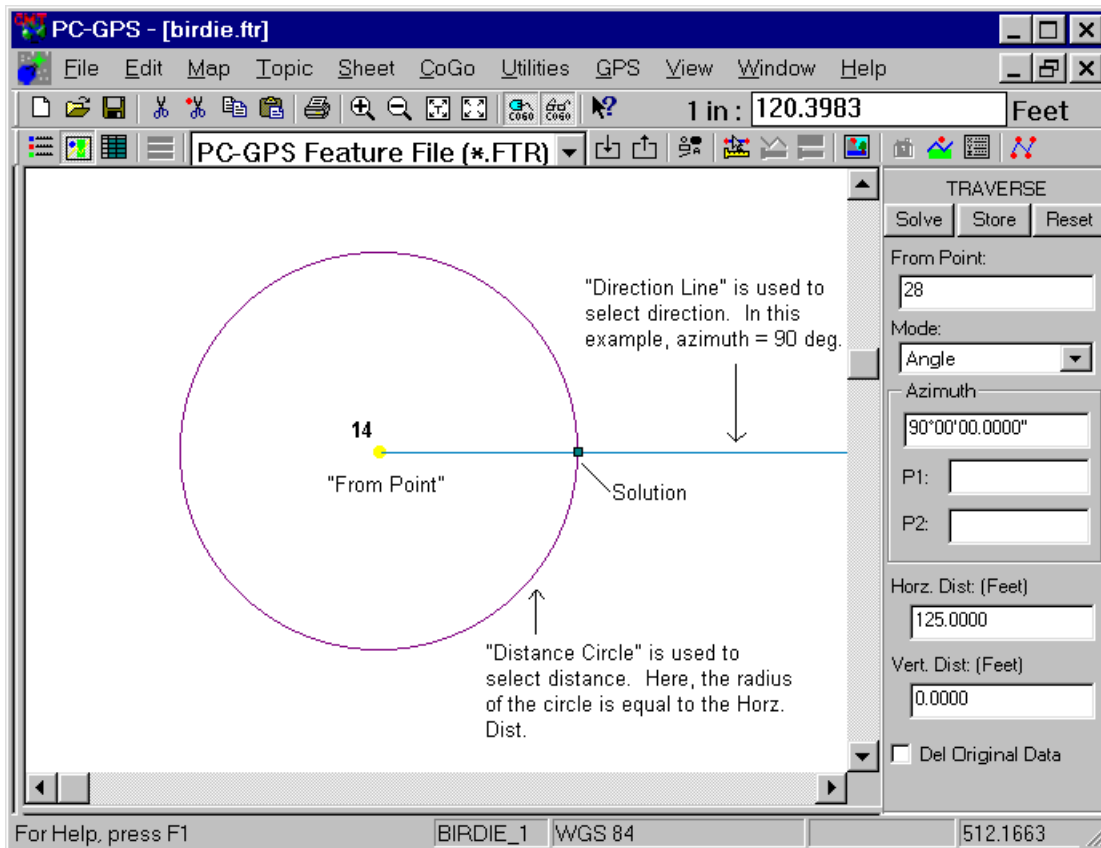 PC-GPS - [birdie.ftr]
File Edit Map Topic Sheet CoGo Utilities GPS View Window Help
1 in : 120.3983 Feet
PC-GPS Feature File (*.FTR)
TRAVERSE
Solve Store Reset
From Point:
28
Mode:
Angle
Azimuth
90°00'00.0000"
P1:
P2:
Horz. Dist: (Feet)
125.0000
Vert. Dist: (Feet)
0.0000
Del Original Data
"Direction Line" is used to
select direction. In this
example, azimuth = 90 deg.
14
"From Point"
Solution
"Distance Circle" is used to
select distance. Here, the radius
of the circle is equal to the Horz.
Dist.
For Help, press F1
BIRDIE_1
WGS 84
512.1663